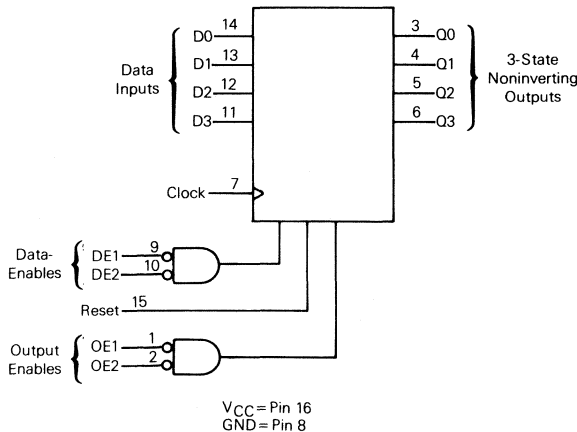 Data
Inputs
D0 14
D1 13
D2 12
D3 11
3 Q0
4 Q1
5 Q2
6 Q3
3-State
Noninverting
Outputs
Clock 7
Data-
Enables
DE1 9
DE2 10
Reset 15
Output
Enables
OE1 1
OE2 2
VCC = Pin 16
GND = Pin 8